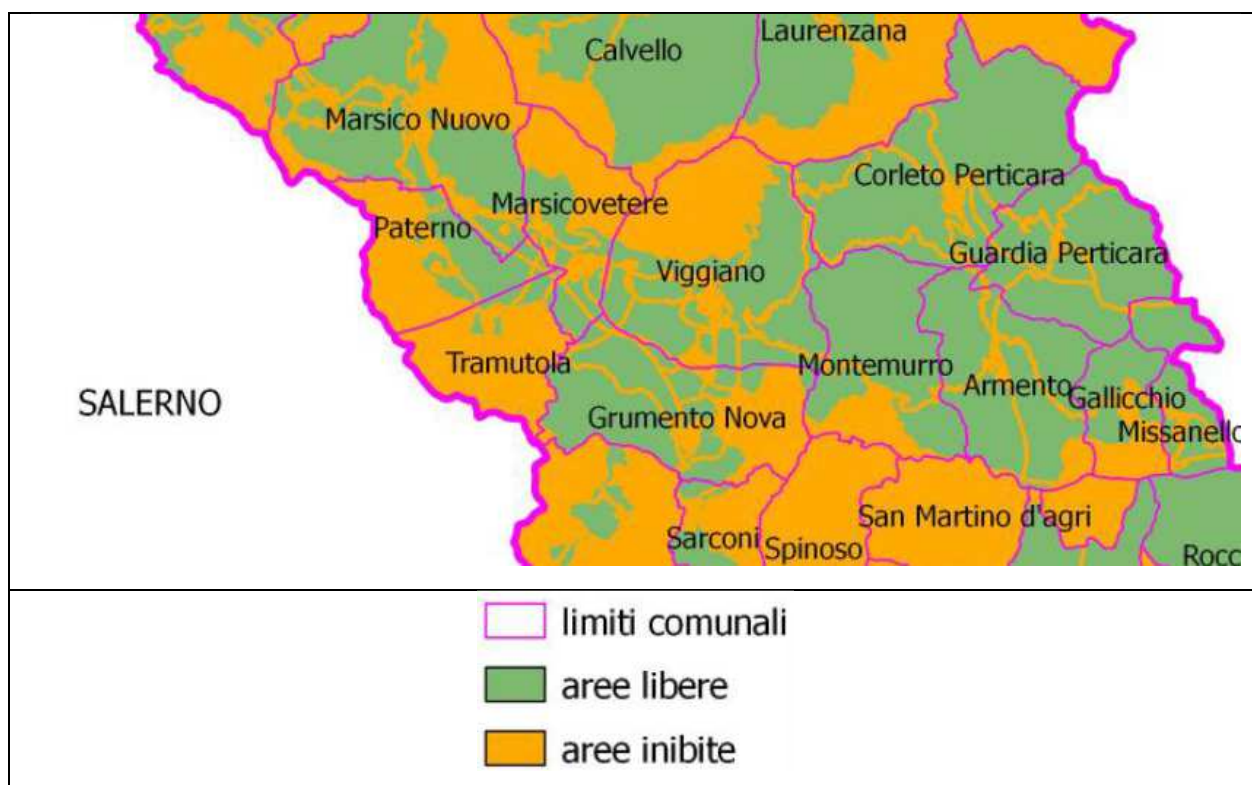 Laurenzana
Calvello
Marsico Nuovo
Corleto Perticara
Marsicovetere
Paterno
Guardia Perticara
Viggiano
Tramutola
Montemurro
Armento
Gallicchio
SALERNO
Grumento Nova
Missanello
San Martino d'agri
Sarconi
Spinoso
Rocc
limiti comunali
aree libere
aree inibite